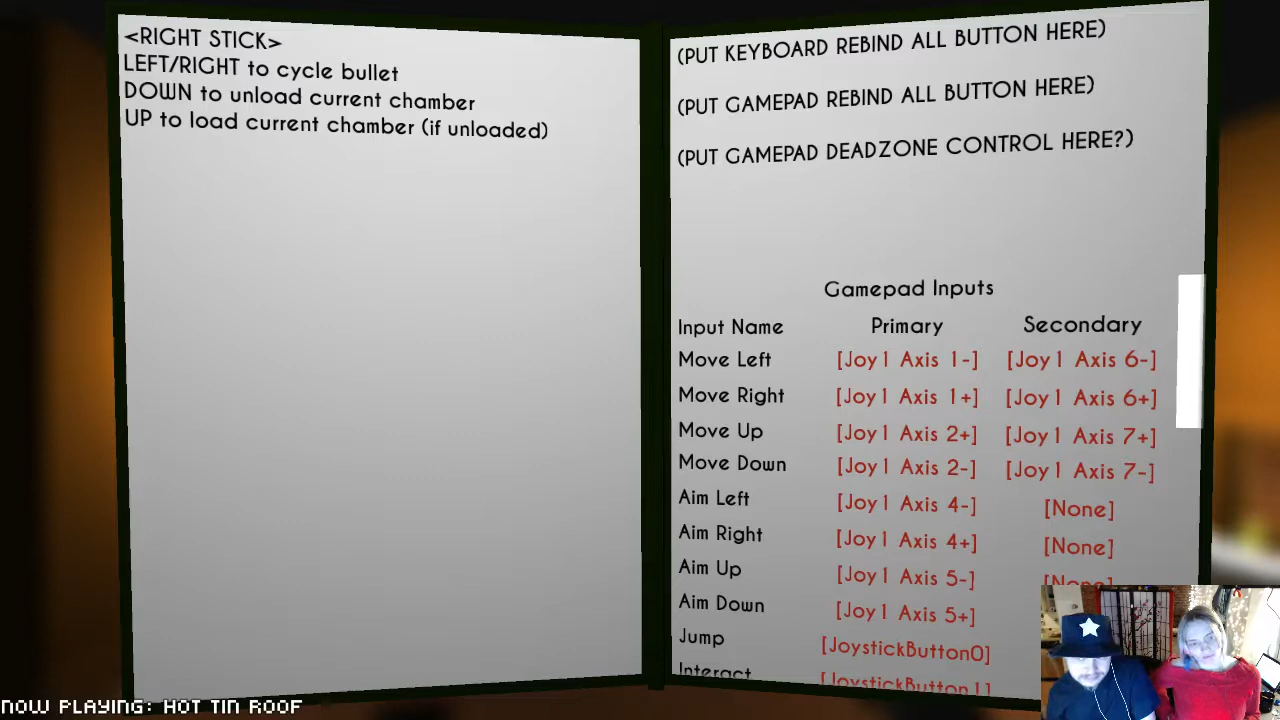 <RIGHT STICK>
LEFT/RIGHT to cycle bullet
DOWN to unload current chamber
UP to load current chamber (if unloaded)
(PUT KEYBOARD REBIND ALL BUTTON HERE)
(PUT GAMEPAD REBIND ALL BUTTON HERE)
(PUT GAMEPAD DEADZONE CONTROL HERE?)
Gamepad Inputs
Input Name Primary Secondary
Move Left [Joy1 Axis 1-] [Joy1 Axis 6-]
Move Right [Joy1 Axis 1+] [Joy1 Axis 6+]
Move Up [Joy1 Axis 2+] [Joy1 Axis 7+]
Move Down [Joy1 Axis 2-] [Joy1 Axis 7-]
Aim Left [Joy1 Axis 4-] [None]
Aim Right [Joy1 Axis 4+] [None]
Aim Up [Joy1 Axis 5-] [None]
Aim Down [Joy1 Axis 5+]
Jump [JoystickButton0]
Interact [JoystickButton1]
NOW PLAYING: HOT TIN ROOF